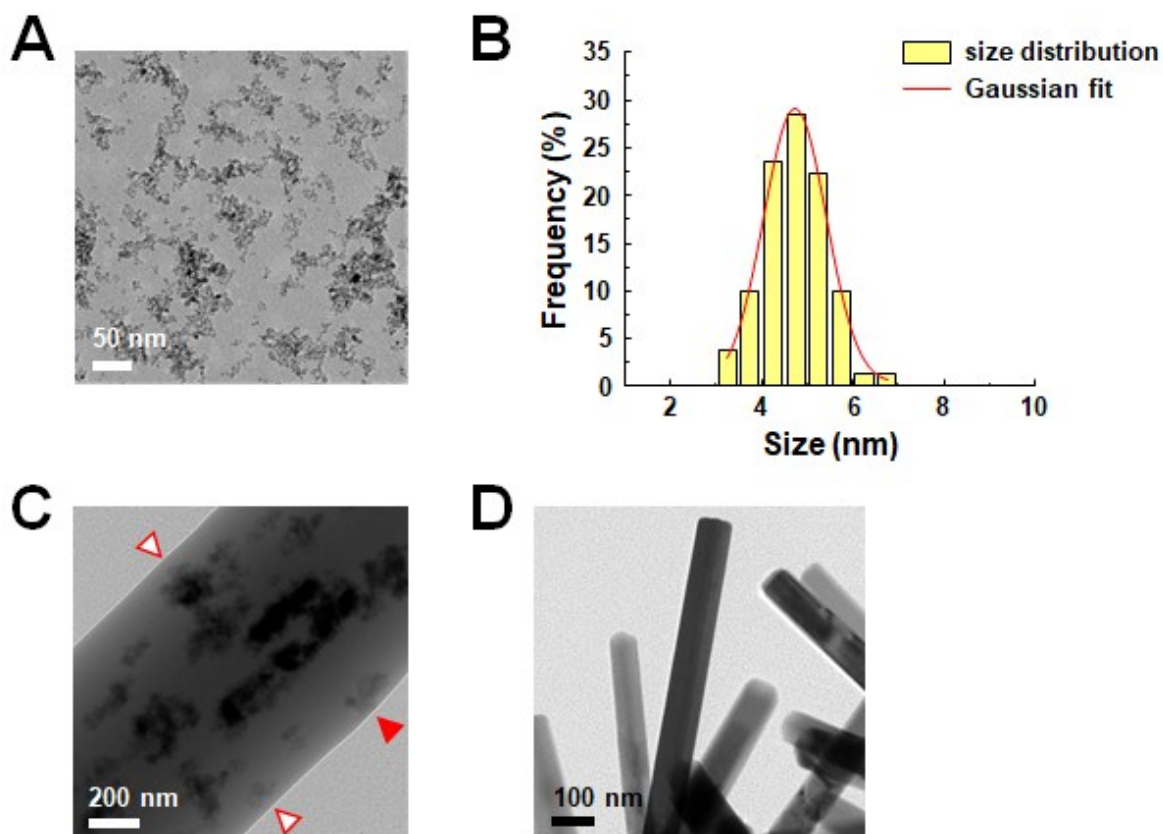 A
50 nm
B
35
30
25
20
15
10
5
0
Frequency (%)
size distribution
Gaussian fit
2 4 6 8 10
Size (nm)
C
200 nm
D
100 nm